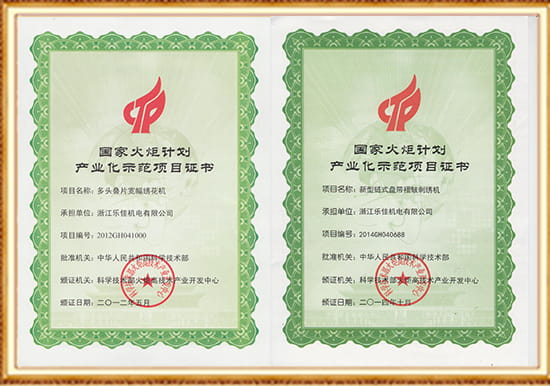 CTP
国家火炬计划
产业化示范项目证书
项目名称：多头叠片宽幅绣花机
承担单位：浙江乐佳机电有限公司
项目编号：2012GH041000
批准机关：中华人民共和国科学技术部
颁证机关：科学技术部火炬高技术产业开发中心
颁证日期：二〇一二年五月
CTP
国家火炬计划
产业化示范项目证书
项目名称：新型链式盘带褶皱刺绣机
承担单位：浙江乐佳机电有限公司
项目编号：2014GH040688
批准机关：中华人民共和国科学技术部
颁证机关：科学技术部火炬高技术产业开发中心
颁证日期：二〇一四年十月